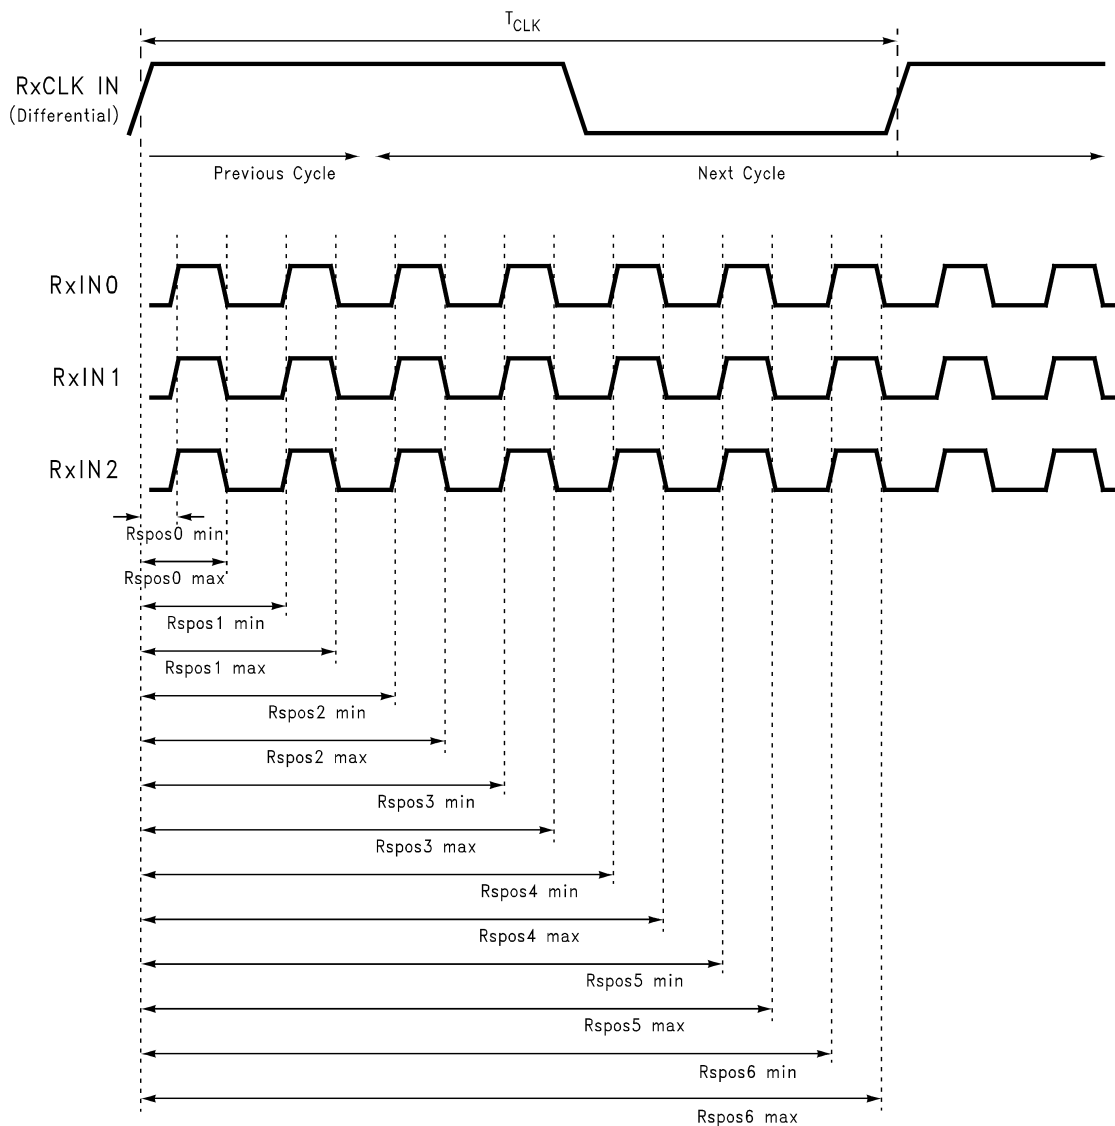 TCLK
RxCLK IN
(Differential)
Previous Cycle
Next Cycle
RxIN0
RxIN1
RxIN2
Rspos0 min
Rspos0 max
Rspos1 min
Rspos1 max
Rspos2 min
Rspos2 max
Rspos3 min
Rspos3 max
Rspos4 min
Rspos4 max
Rspos5 min
Rspos5 max
Rspos6 min
Rspos6 max